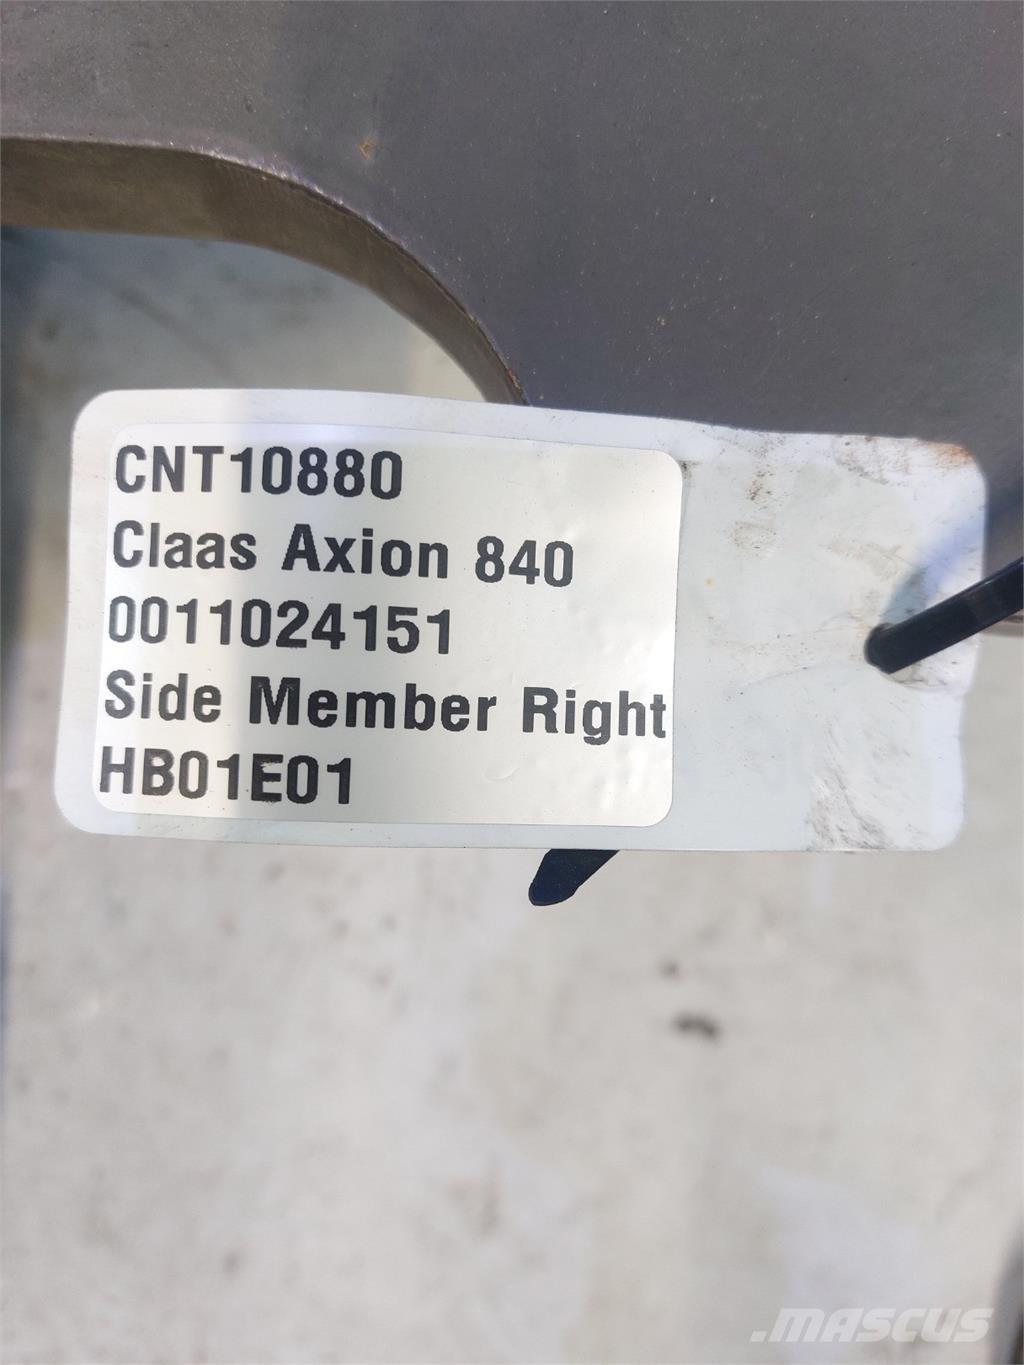 CNT10880
Claas Axion 840
0011024151
Side Member Right
HB01E01
.MASCUS